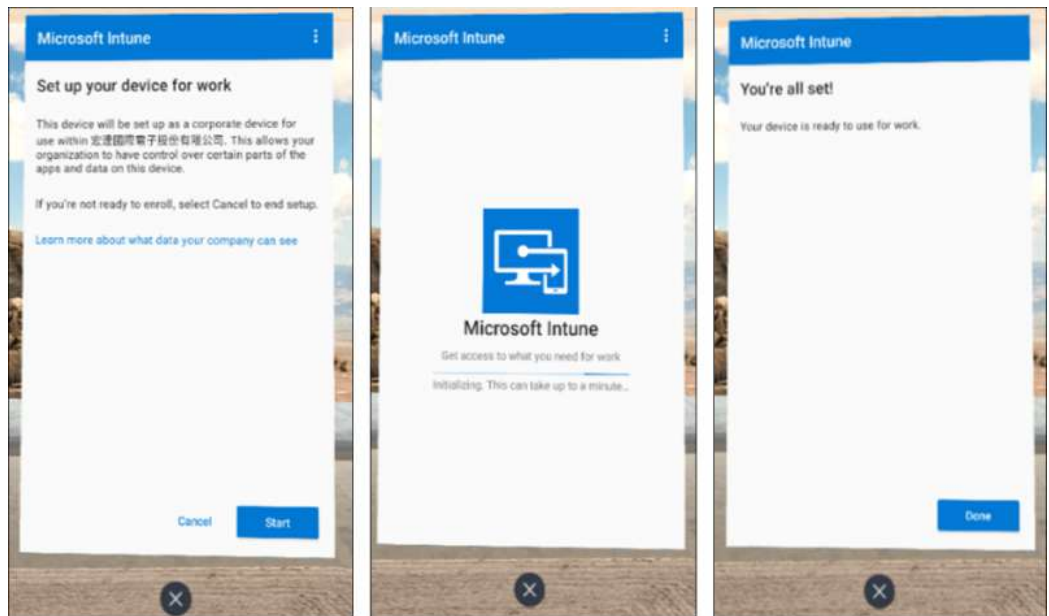 Microsoft Intune
Set up your device for work
This device will be set up as a corporate device for
use within 宏達國際電子股份有限公司. This allows your
organization to have control over certain parts of the
apps and data on this device.
If you're not ready to enroll, select Cancel to end setup.
Learn more about what data your company can see
Cancel
Start
Microsoft Intune
Microsoft Intune
Get access to what you need for work
Initializing. This can take up to a minute...
Microsoft Intune
You're all set!
Your device is ready to use for work.
Done